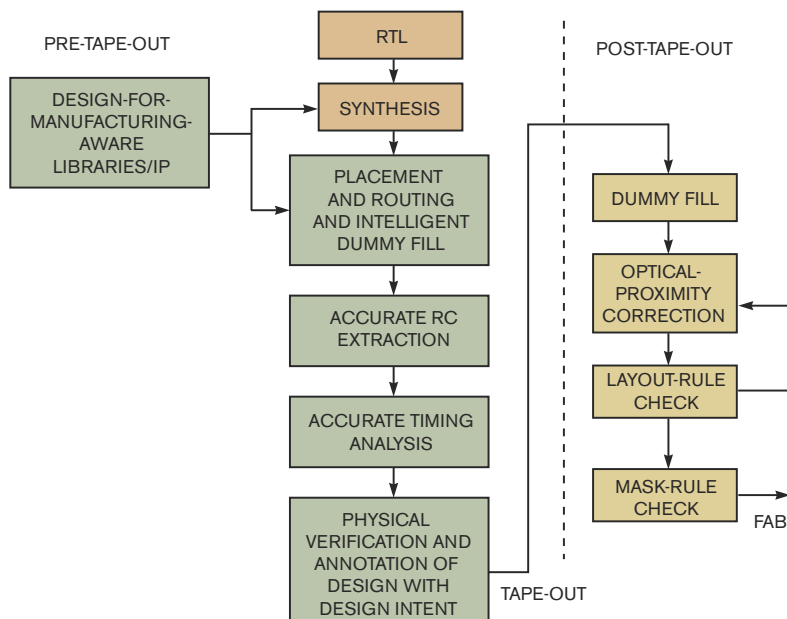 PRE-TAPE-OUT
DESIGN-FOR-
MANUFACTURING-
AWARE
LIBRARIES/IP
RTL
SYNTHESIS
PLACEMENT
AND ROUTING
AND INTELLIGENT
DUMMY FILL
ACCURATE RC
EXTRACTION
ACCURATE TIMING
ANALYSIS
PHYSICAL
VERIFICATION AND
ANNOTATION OF
DESIGN WITH
DESIGN INTENT
TAPE-OUT
POST-TAPE-OUT
DUMMY FILL
OPTICAL-
PROXIMITY
CORRECTION
LAYOUT-RULE
CHECK
MASK-RULE
CHECK
FAB